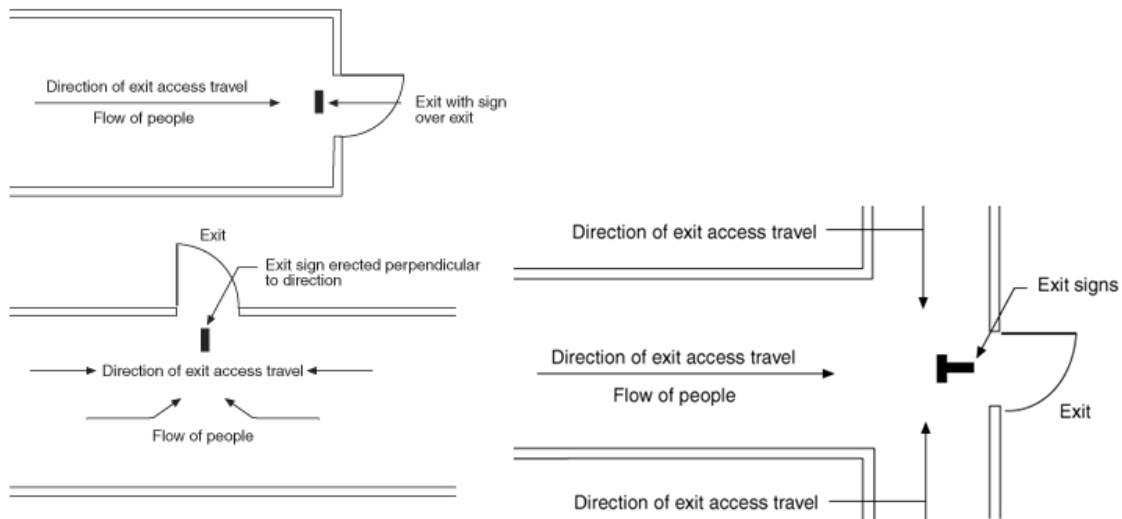 Direction of exit access travel
Flow of people
Exit with sign
over exit
Exit
Exit sign erected perpendicular
to direction
Direction of exit access travel
Flow of people
Direction of exit access travel
Exit signs
Direction of exit access travel
Flow of people
Exit
Direction of exit access travel